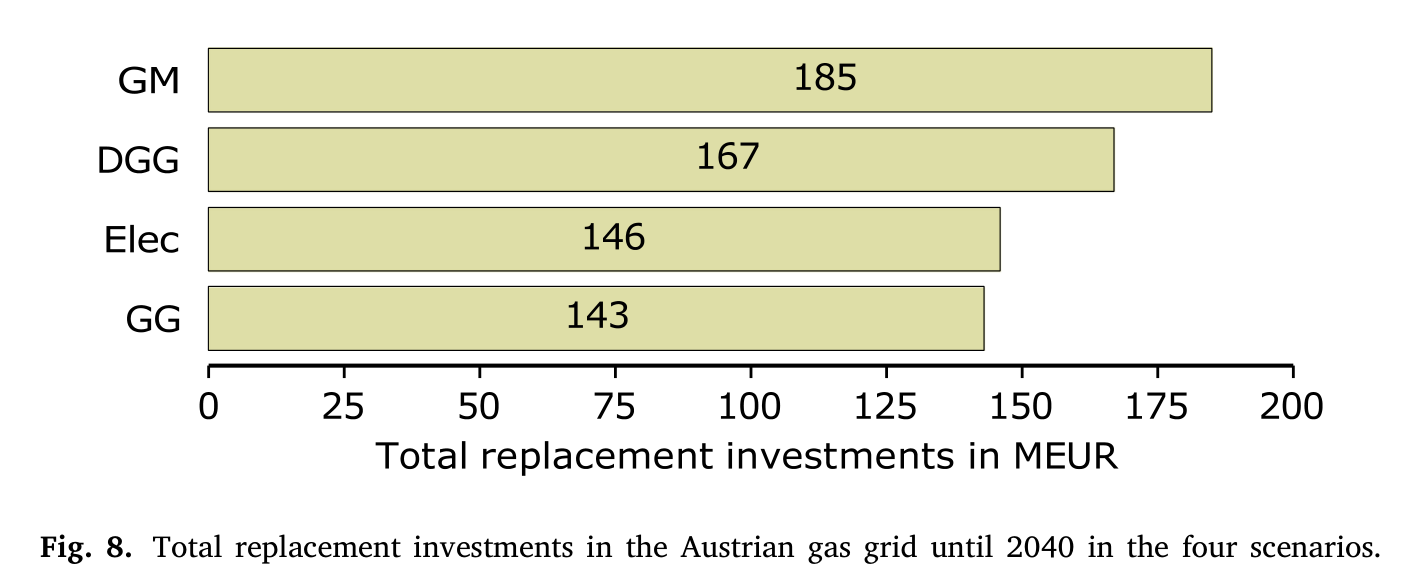 GM 185
DGG 167
Elec 146
GG 143
0 25 50 75 100 125 150 175 200
Total replacement investments in MEUR
Fig. 8. Total replacement investments in the Austrian gas grid until 2040 in the four scenarios.